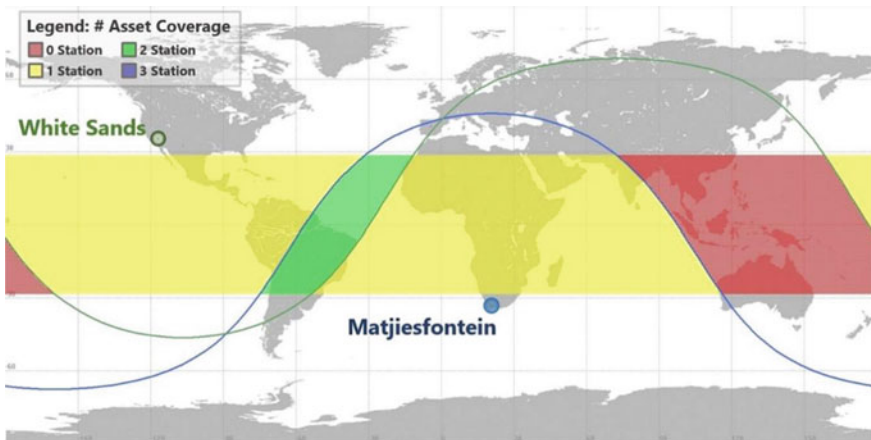 Legend: # Asset Coverage
0 Station
2 Station
1 Station
3 Station
White Sands
Matjiesfontein